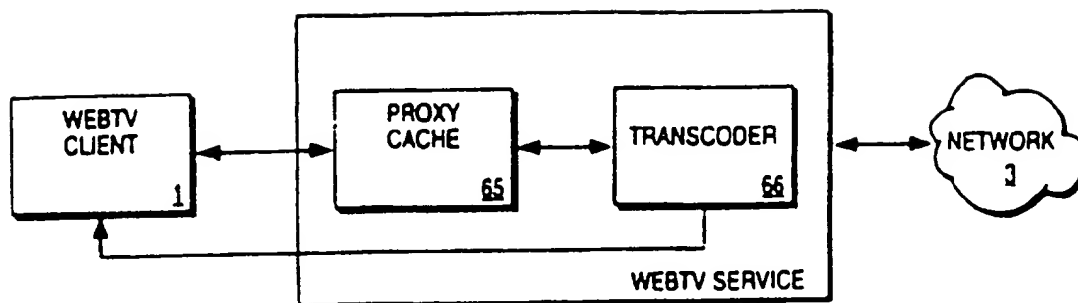 WEBTV
CLIENT
1
PROXY
CACHE
65
TRANSCODER
66
NETWORK
3
WEBTV SERVICE